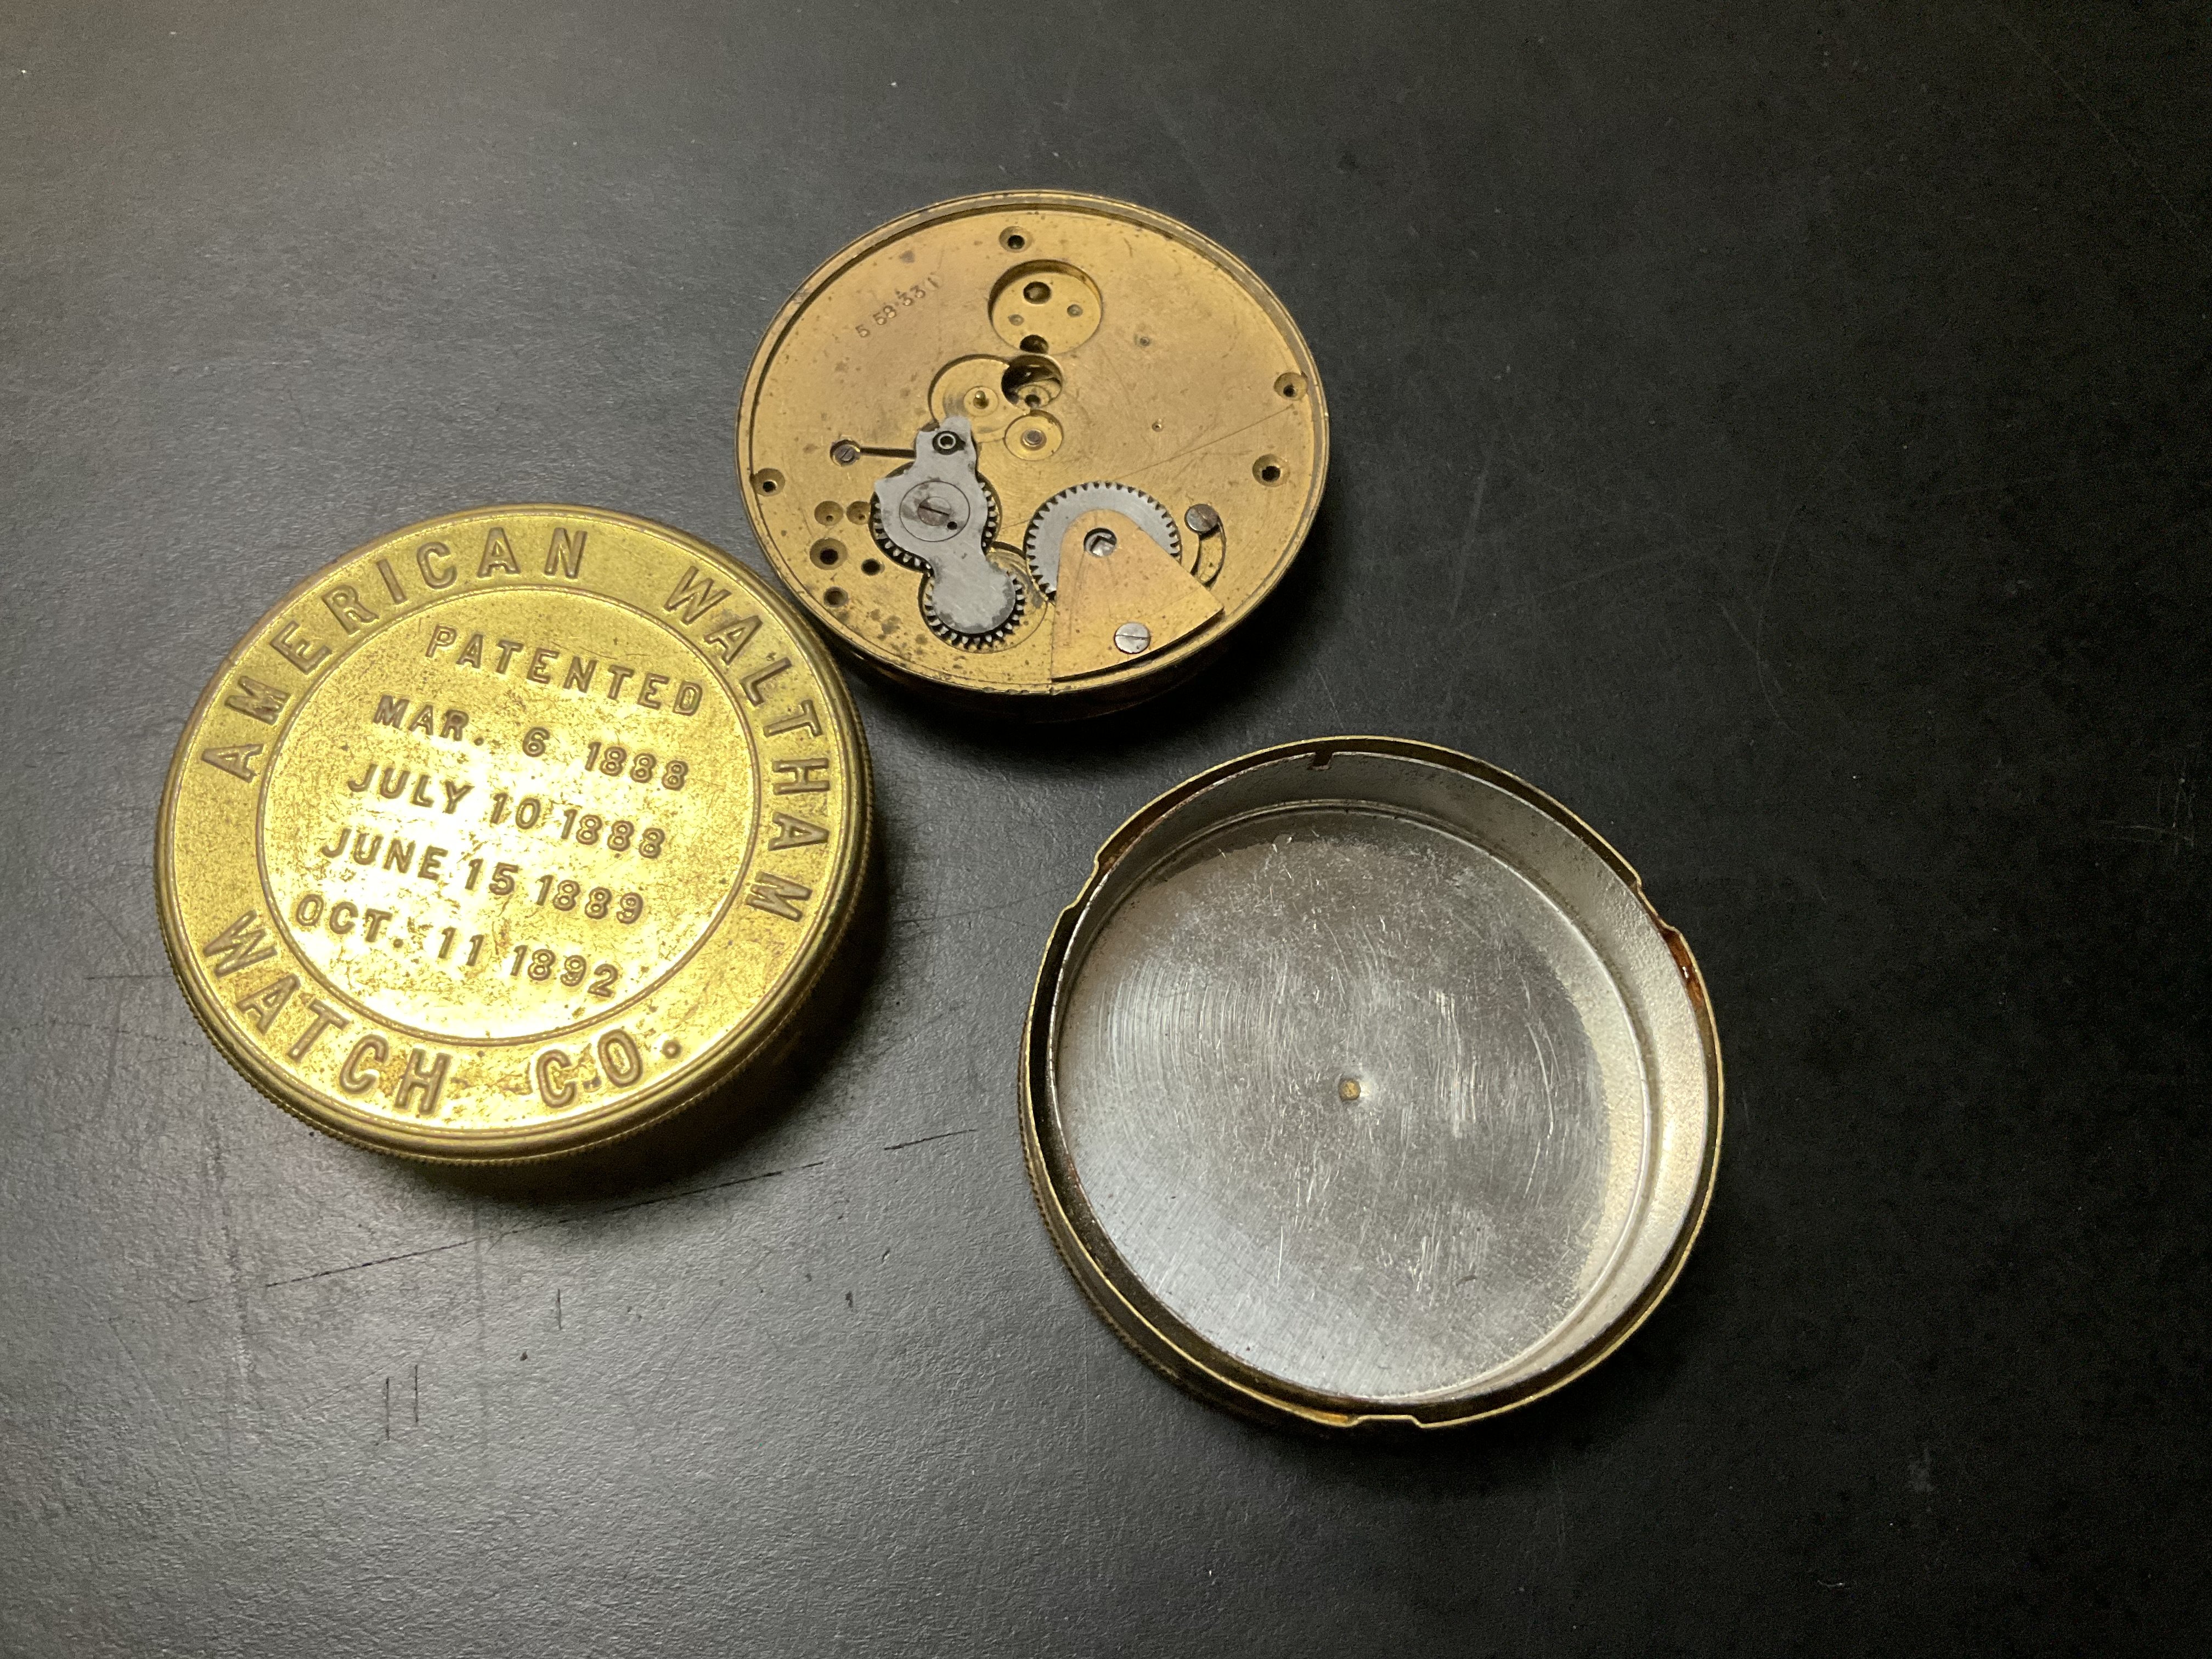 AMERICAN WALTHAM
WATCH CO.
PATENTED
MAR. 6 1888
JULY 10 1888
JUNE 15 1889
OCT. 11 1892